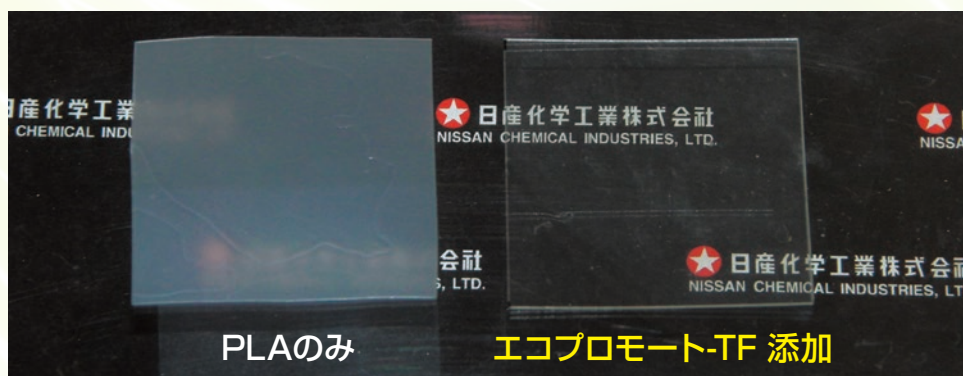 日産化学工業
CHEMICAL INDU
日産化学工業株式会社
NISSAN CHEMICAL INDUSTRIES, LTD.
NISSA
会社
S, LTD.
日産化学工業株式会社
NISSAN CHEMICAL INDUSTRIES, LT
PLAのみ
エコプロモート-TF 添加